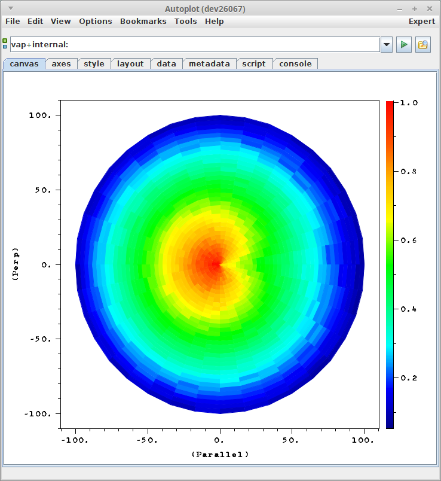 Autoplot (dev26067)
File Edit View Options Bookmarks Tools Help Expert
vap+internal:
canvas axes style layout data metadata script console
100.
50.
0.
-50.
-100.
(Perp)
-100. -50. 0. 50. 100.
(Parallel)
1.0
0.8
0.6
0.4
0.2